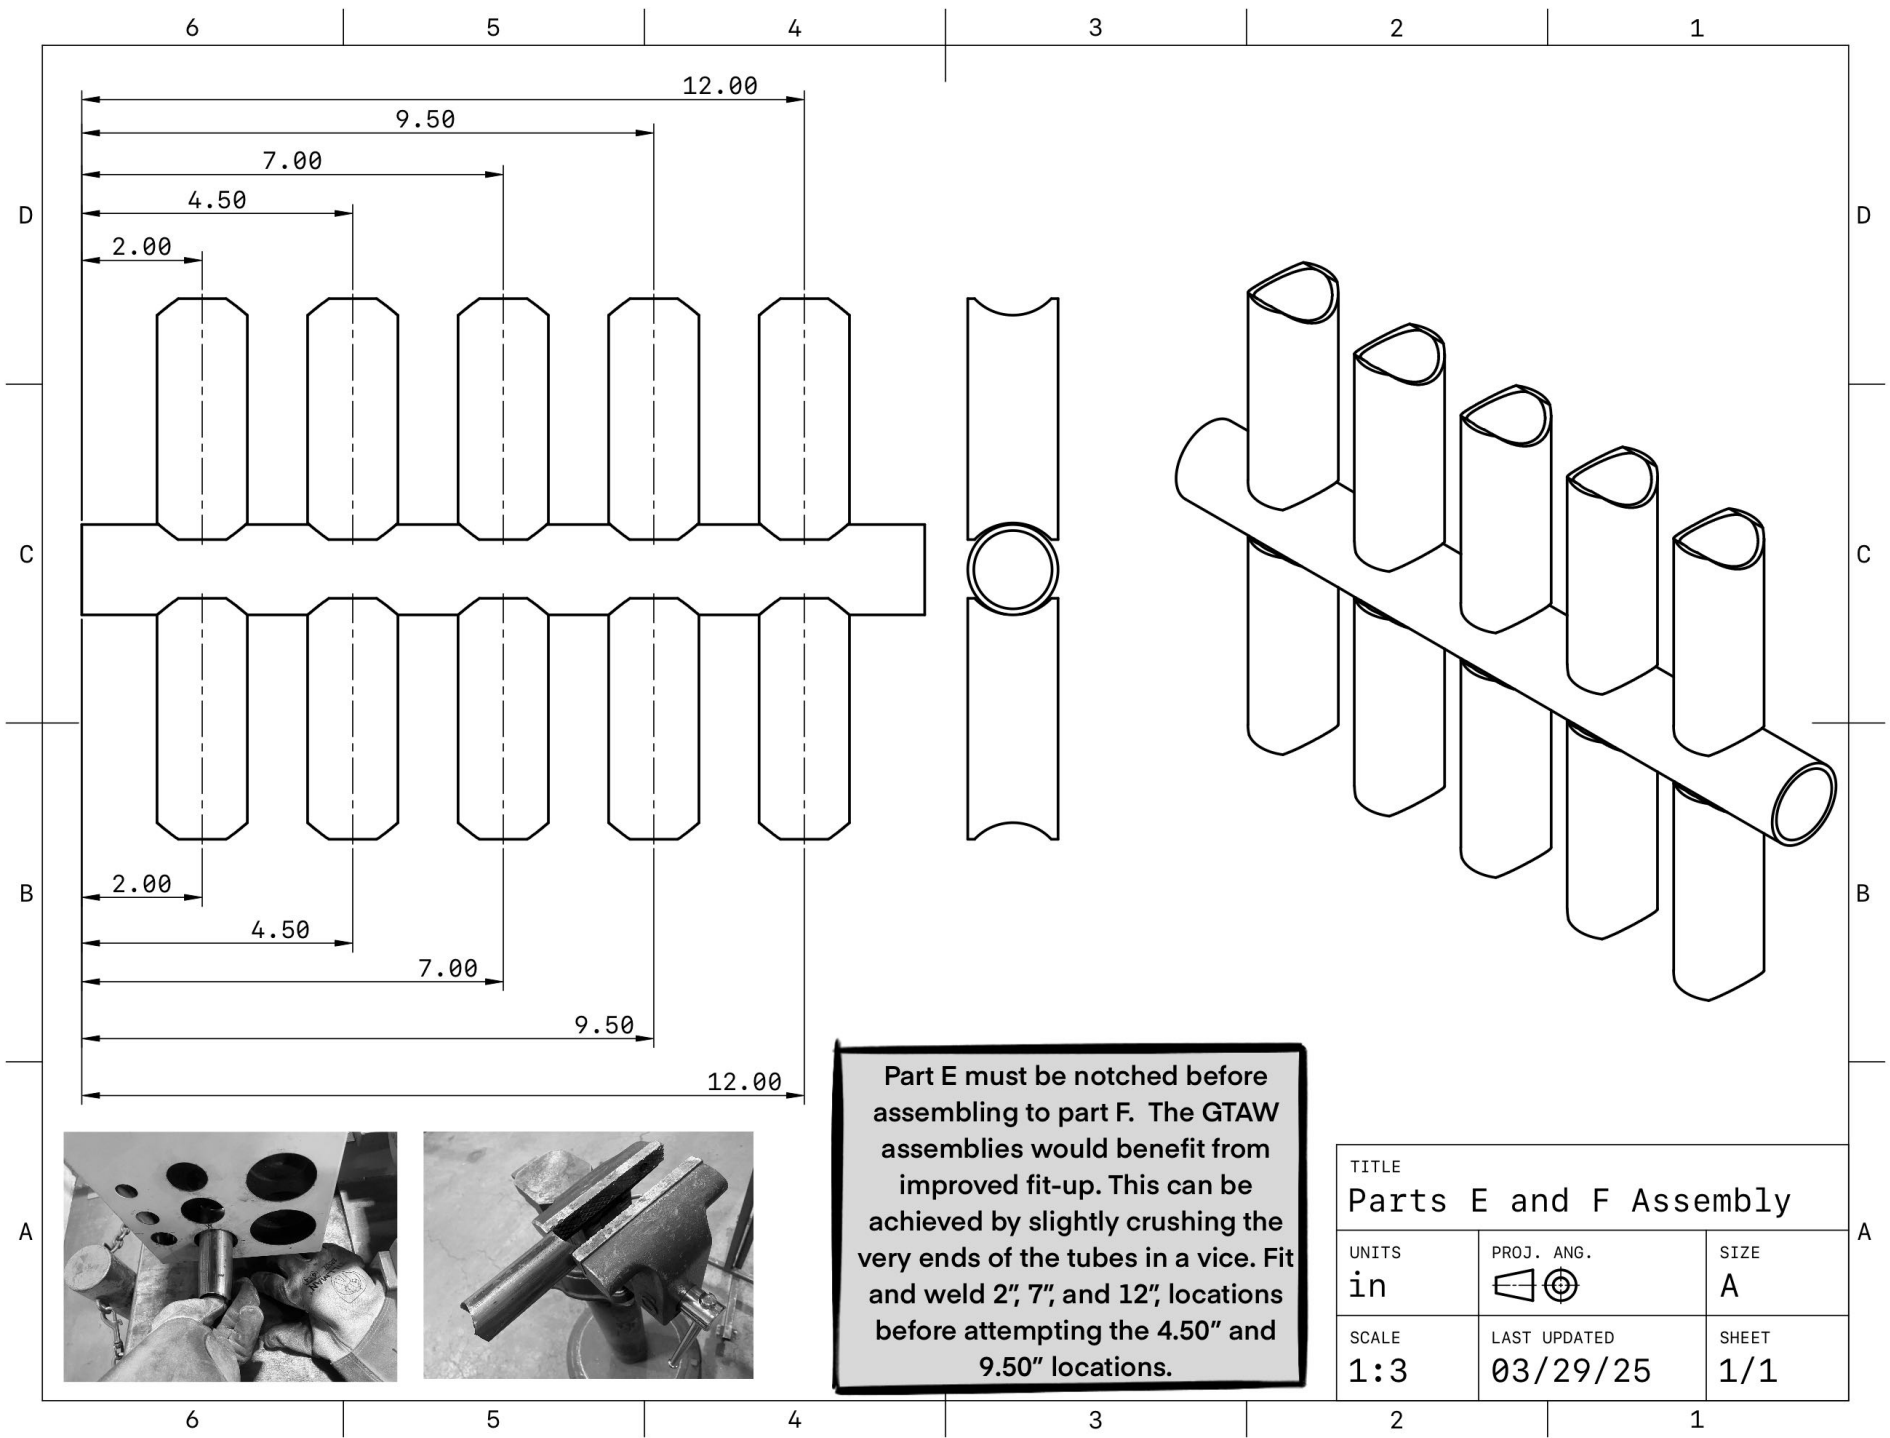 6 5 4 3 2 1
12.00
9.50
7.00
4.50
D D
2.00
C C
B B
2.00
4.50
7.00
9.50
12.00
Part E must be notched before
assembling to part F. The GTAW
assemblies would benefit from
improved fit-up. This can be
achieved by slightly crushing the
very ends of the tubes in a vice. Fit
and weld 2”, 7”, and 12”, locations
before attempting the 4.50” and
9.50” locations.
TITLE
Parts E and F Assembly
A A
UNITS PROJ. ANG. SIZE
in A
SCALE LAST UPDATED SHEET
1:3 03/29/25 1/1
6 5 4 3 2 1